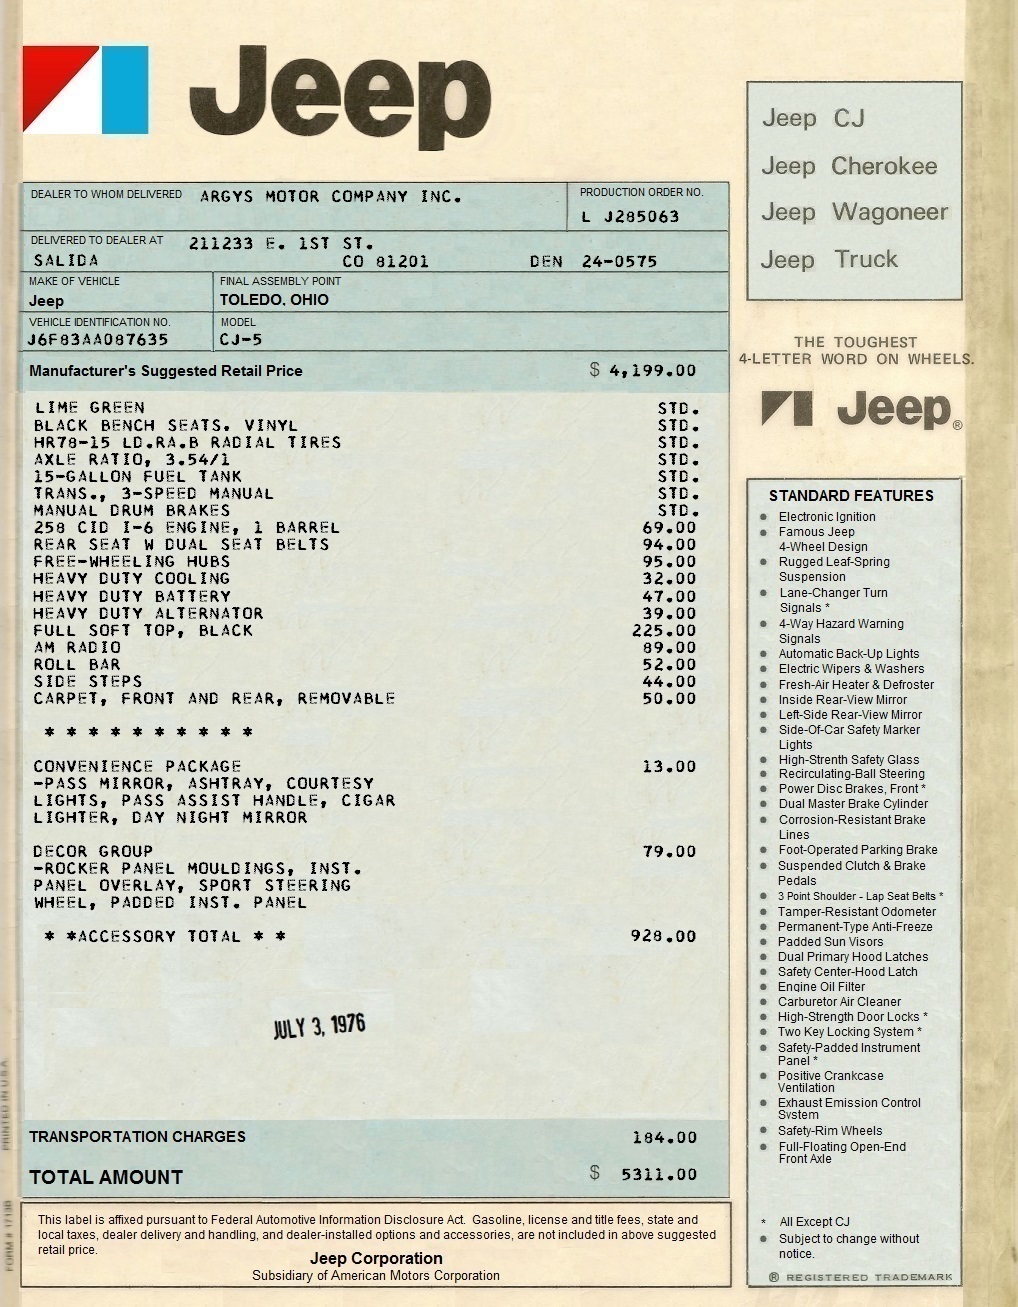 Jeep
Jeep CJ
Jeep Cherokee
Jeep Wagoneer
Jeep Truck
DEALER TO WHOM DELIVERED ARGYS MOTOR COMPANY INC.
PRODUCTION ORDER NO.
L J285063
DELIVERED TO DEALER AT 211233 E. 1ST ST.
SALIDA CO 81201 DEN 24-0575
MAKE OF VEHICLE
Jeep
FINAL ASSEMBLY POINT
TOLEDO, OHIO
VEHICLE IDENTIFICATION NO.
J6F83AA087635
MODEL
CJ-5
Manufacturer's Suggested Retail Price $ 4,199.00
LIME GREEN STD.
BLACK BENCH SEATS. VINYL STD.
HR78-15 LD.RA.B RADIAL TIRES STD.
AXLE RATIO, 3.54/1 STD.
15-GALLON FUEL TANK STD.
TRANS., 3-SPEED MANUAL STD.
MANUAL DRUM BRAKES STD.
258 CID I-6 ENGINE, 1 BARREL 69.00
REAR SEAT W DUAL SEAT BELTS 94.00
FREE-WHEELING HUBS 95.00
HEAVY DUTY COOLING 32.00
HEAVY DUTY BATTERY 47.00
HEAVY DUTY ALTERNATOR 39.00
FULL SOFT TOP, BLACK 225.00
AM RADIO 89.00
ROLL BAR 52.00
SIDE STEPS 44.00
CARPET, FRONT AND REAR, REMOVABLE 50.00
* * * * * * * * * *
CONVENIENCE PACKAGE 13.00
-PASS MIRROR, ASHTRAY, COURTESY
LIGHTS, PASS ASSIST HANDLE, CIGAR
LIGHTER, DAY NIGHT MIRROR
DECOR GROUP 79.00
-ROCKER PANEL MOULDINGS, INST.
PANEL OVERLAY, SPORT STEERING
WHEEL, PADDED INST. PANEL
* *ACCESSORY TOTAL * * 928.00
JULY 3, 1976
TRANSPORTATION CHARGES 184.00
TOTAL AMOUNT $ 5311.00
This label is affixed pursuant to Federal Automotive Information Disclosure Act. Gasoline, license and title fees, state and
local taxes, dealer delivery and handling, and dealer-installed options and accessories, are not included in above suggested
retail price.
Jeep Corporation
Subsidiary of American Motors Corporation
PRINTED IN U.S.A.
FORM # 1713B
THE TOUGHEST
4-LETTER WORD ON WHEELS.
Jeep®
STANDARD FEATURES
• Electronic Ignition
• Famous Jeep
4-Wheel Design
• Rugged Leaf-Spring
Suspension
• Lane-Changer Turn
Signals *
• 4-Way Hazard Warning
Signals
• Automatic Back-Up Lights
• Electric Wipers & Washers
• Fresh-Air Heater & Defroster
• Inside Rear-View Mirror
• Left-Side Rear-View Mirror
• Side-Of-Car Safety Marker
Lights
• High-Strenth Safety Glass
• Recirculating-Ball Steering
• Power Disc Brakes, Front *
• Dual Master Brake Cylinder
• Corrosion-Resistant Brake
Lines
• Foot-Operated Parking Brake
• Suspended Clutch & Brake
Pedals
• 3 Point Shoulder - Lap Seat Belts *
• Tamper-Resistant Odometer
• Permanent-Type Anti-Freeze
• Padded Sun Visors
• Dual Primary Hood Latches
• Safety Center-Hood Latch
• Engine Oil Filter
• Carburetor Air Cleaner
• High-Strength Door Locks *
• Two Key Locking System *
• Safety-Padded Instrument
Panel *
• Positive Crankcase
Ventilation
• Exhaust Emission Control
System
• Safety-Rim Wheels
• Full-Floating Open-End
Front Axle
* All Except CJ
• Subject to change without
notice.
® REGISTERED TRADEMARK